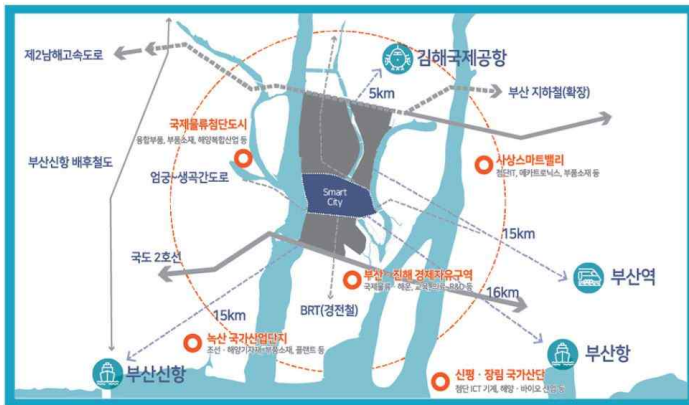 제2남해고속도로
김해국제공항
5km
부산 지하철(확장)
국제물류첨단도시
융합부품, 부품소재, 해양복합산업 등
부산신항 배후철도
사상스마트밸리
첨단IT, 메카트로닉스, 부품소재 등
엄궁~생곡간도로
Smart
City
15km
국도 2호선
부산·진해 경제자유구역
국제물류·해운, 교육, 의료, R&D 등
부산역
16km
15km
BRT(경전철)
녹산 국가산업단지
조선·해양기자재, 부품소재, 플랜트 등
부산항
부산신항
신평·장림 국가산단
첨단 ICT 기계, 해양·바이오 산업 등